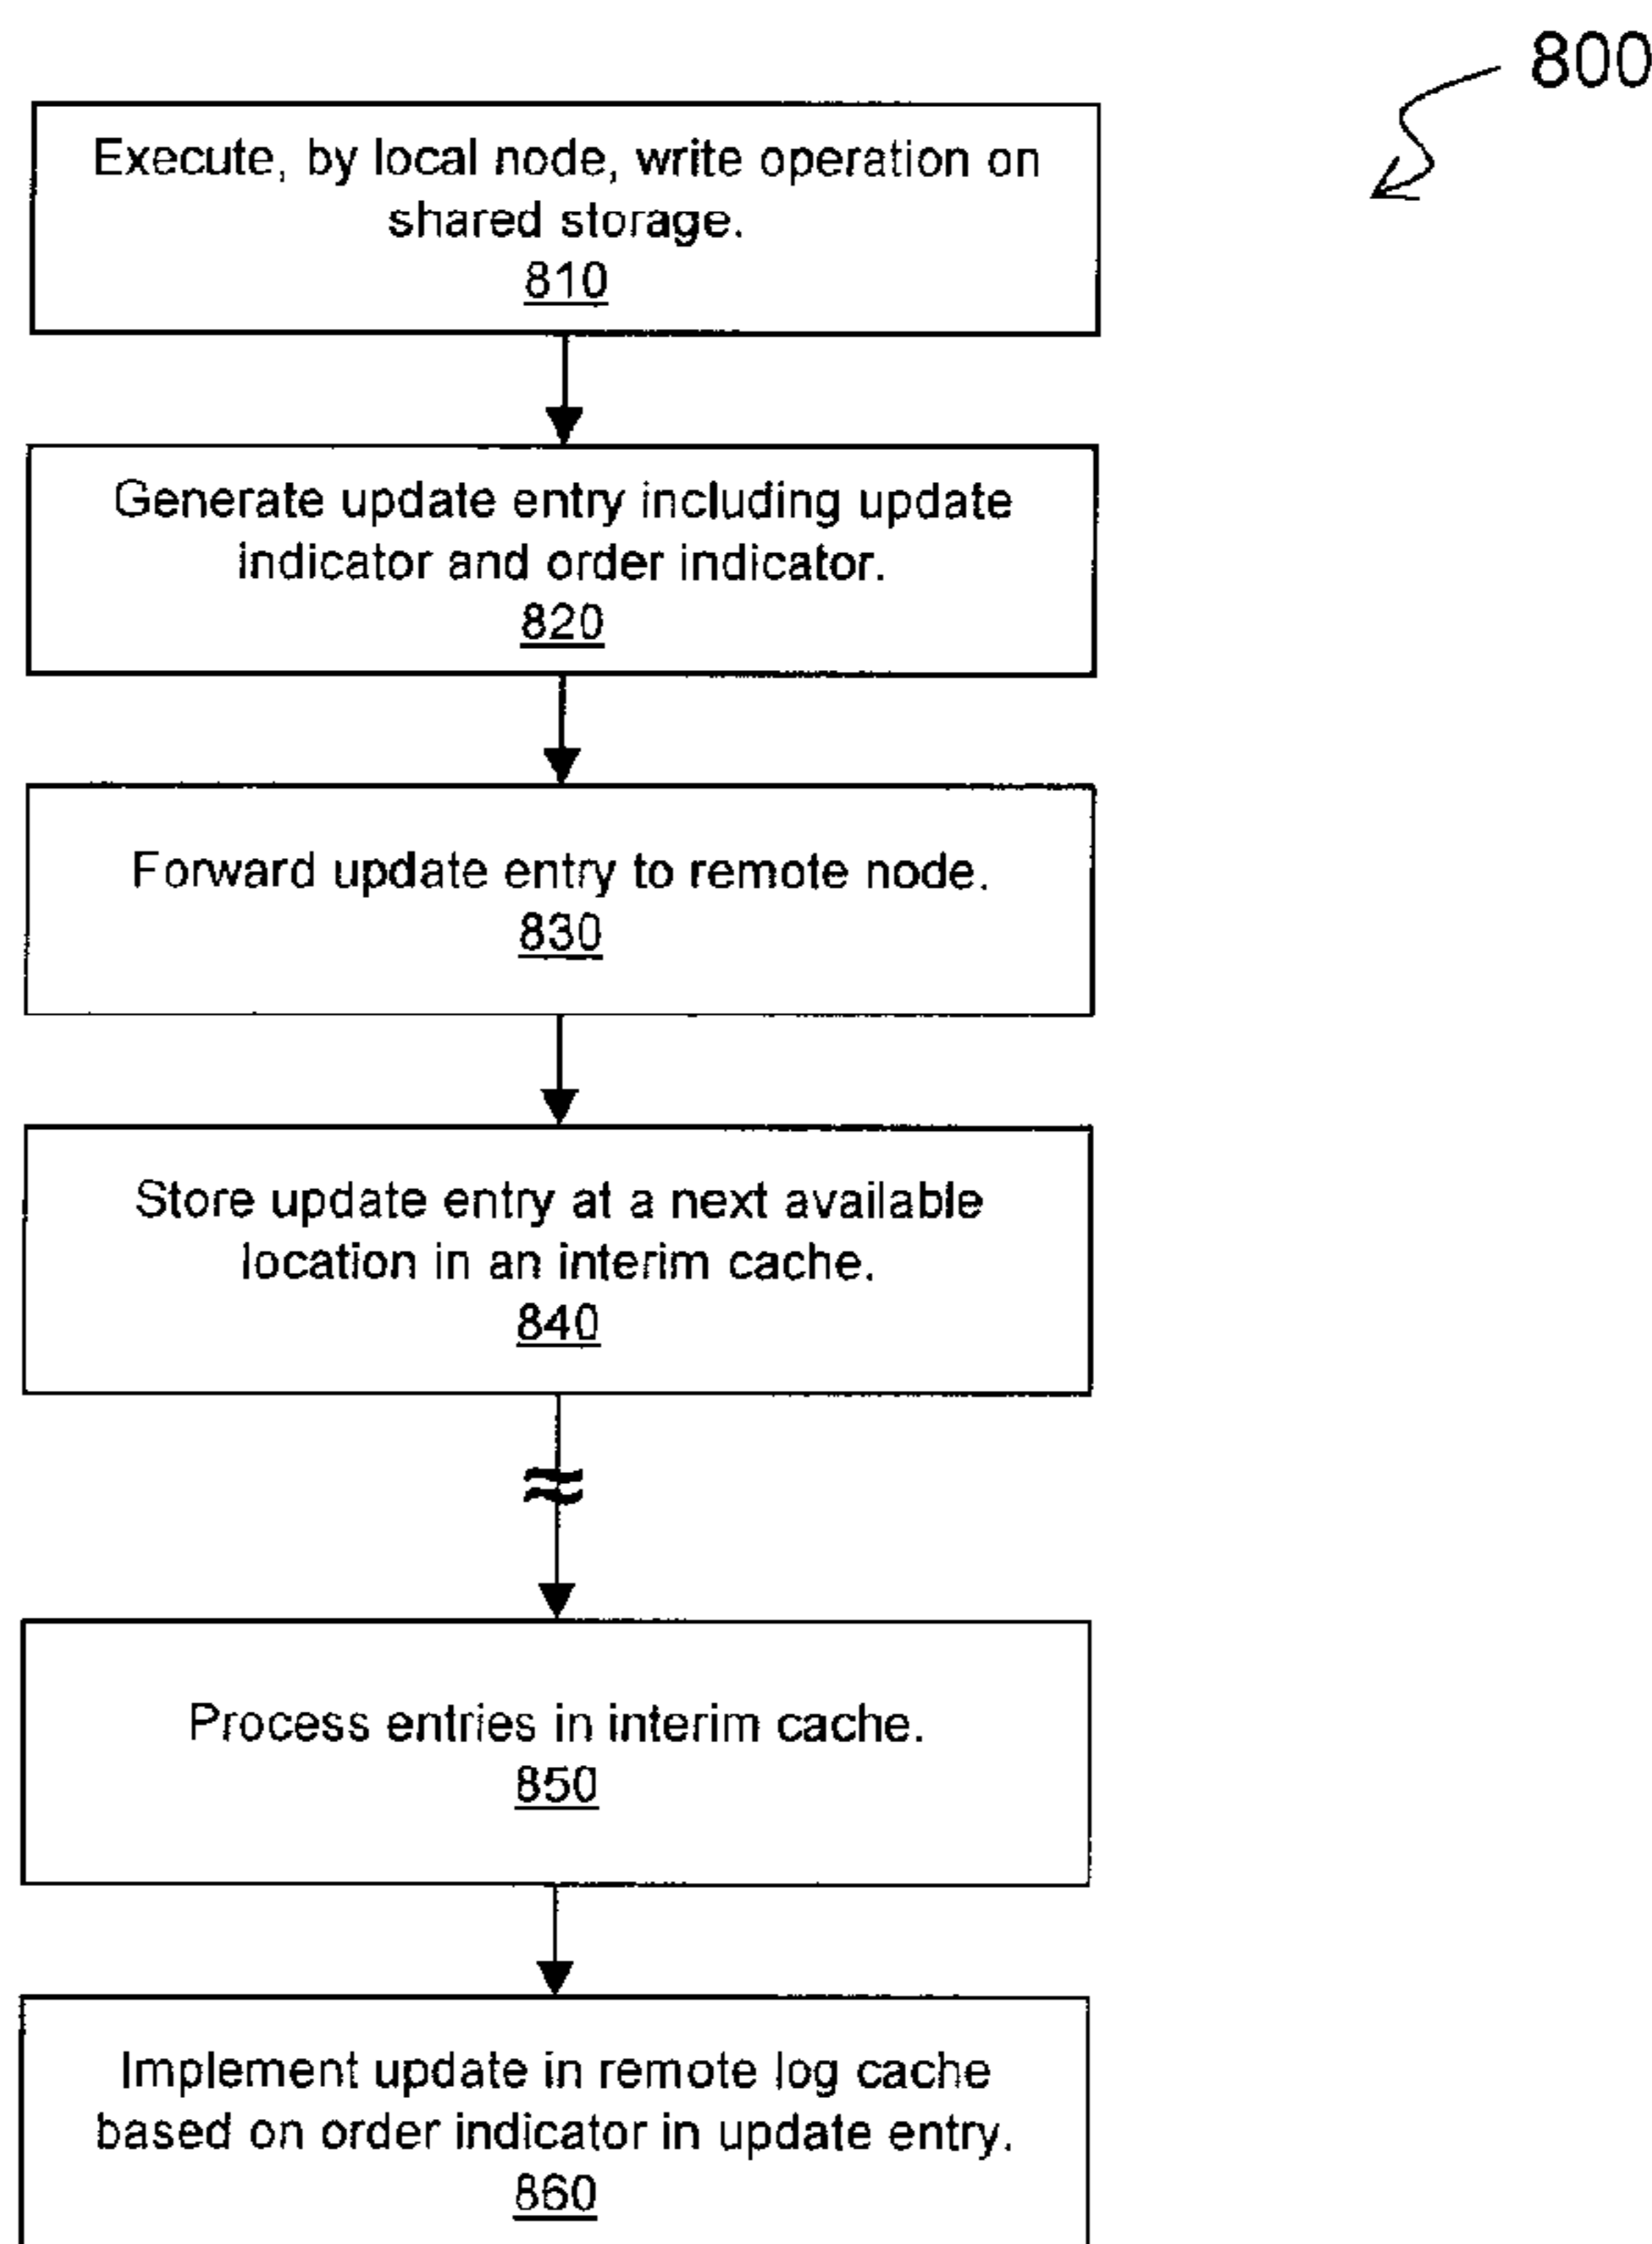 800
Execute, by local node, write operation on
shared storage.
810
Generate update entry including update
indicator and order indicator.
820
Forward update entry to remote node.
830
Store update entry at a next available
location in an interim cache.
840
Process entries in interim cache.
850
Implement update in remote log cache
based on order indicator in update entry.
860